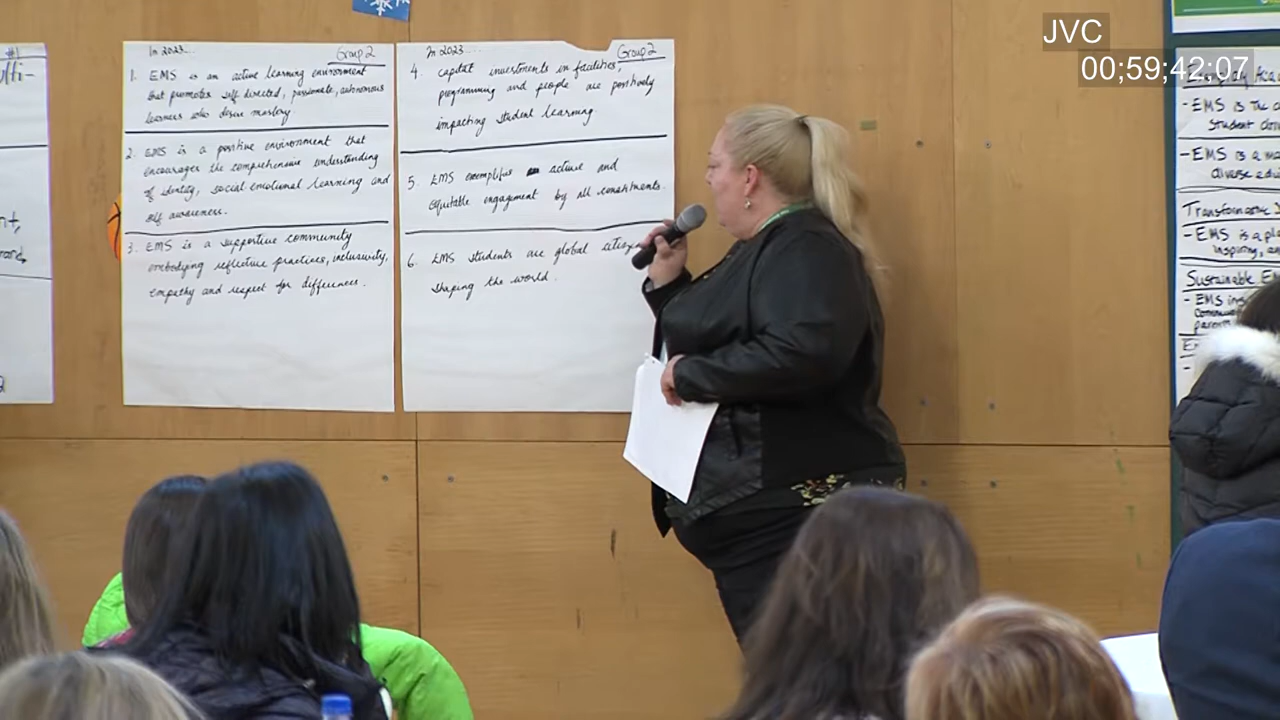 JVC
00;59;42:07
#1
In 2023...
Group 2
1. EMS is an active learning environment
that promotes self directed, passionate, autonomous
learners who desire mastery.
2. EMS is a positive environment that
encourages the comprehensive understanding
of identity, social-emotional learning and
self awareness.
3. EMS is a supportive community
embodying reflective practices, inclusivity,
empathy and respect for differences.
In 2023....
Group 2
4. capital investments in facilities,
programming and people are positively
impacting student learning
5. EMS exemplifies active and
equitable engagement by all constituents.
6. EMS students are global
shaping the world.
- EMS is the
student
- EMS is a
diverse
Transformative
- EMS is a
inspiring,
Sustainable
- EMS